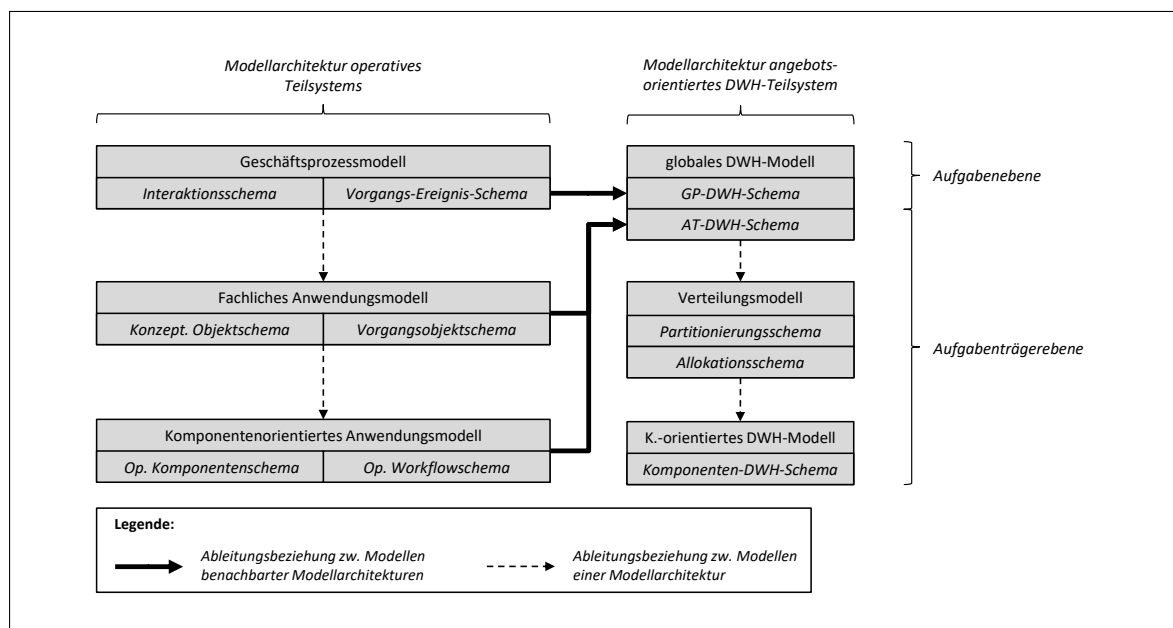 Modellarchitektur operatives
Teilsystems
Modellarchitektur angebots-
orientiertes DWH-Teilsystem
Geschäftsprozessmodell
Interaktionsschema
Vorgangs-Ereignis-Schema
globales DWH-Modell
GP-DWH-Schema
AT-DWH-Schema
Aufgabenebene
Fachliches Anwendungsmodell
Konzept. Objektschema
Vorgangsobjektschema
Verteilungsmodell
Partitionierungsschema
Allokationsschema
Aufgabenträgerebene
Komponentenorientiertes Anwendungsmodell
Op. Komponentenschema
Op. Workflowschema
K.-orientiertes DWH-Modell
Komponenten-DWH-Schema
Legende:
Ableitungsbeziehung zw. Modellen
benachbarter Modellarchitekturen
Ableitungsbeziehung zw. Modellen
einer Modellarchitektur